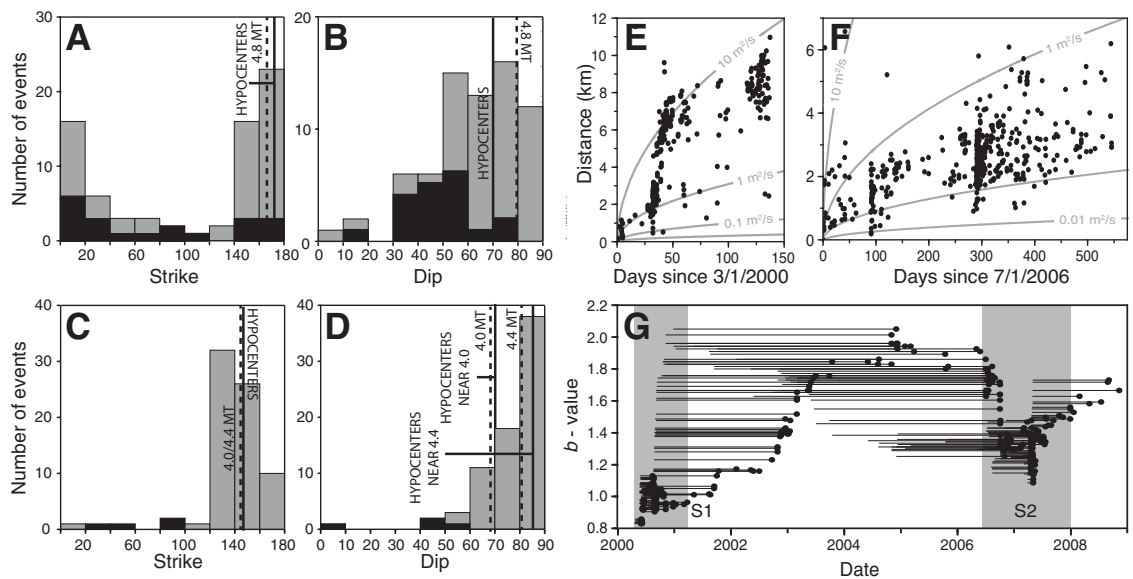 A
30
20
10
0
Number of events
20
60
100
140
180
Strike
HYPOCENTERS
4.8 MT
B
20
10
0
0
10
20
30
40
50
60
70
80
90
Dip
HYPOCENTERS
4.8 MT
E
12
10
8
6
4
2
0
Distance (km)
10 m²/s
1 m²/s
0.1 m²/s
0
50
100
150
Days since 3/1/2000
F
6
4
2
0
10 m²/s
1 m²/s
0.01 m²/s
0
100
200
300
400
500
Days since 7/1/2006
C
40
30
20
10
0
Number of events
20
60
100
140
180
Strike
4.0/4.4 MT
HYPOCENTERS
D
40
30
20
10
0
0
10
20
30
40
50
60
70
80
90
Dip
HYPOCENTERS
NEAR 4.4
HYPOCENTERS
NEAR 4.0
4.0 MT
4.4 MT
G
2.2
2.0
1.8
1.6
1.4
1.2
1.0
0.8
b - value
S1
S2
2000
2002
2004
2006
2008
Date